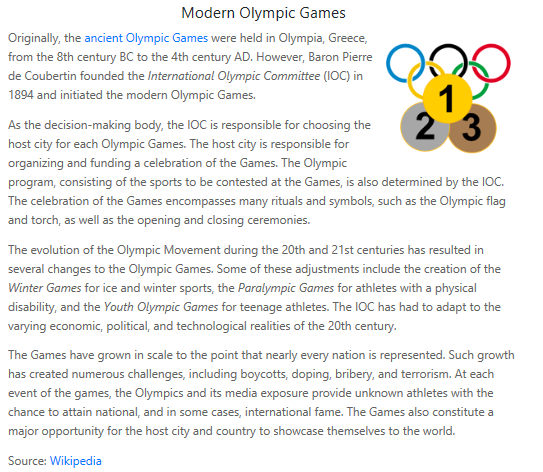 Modern Olympic Games
Originally, the ancient Olympic Games were held in Olympia, Greece,
from the 8th century BC to the 4th century AD. However, Baron Pierre
de Coubertin founded the International Olympic Committee (IOC) in
1894 and initiated the modern Olympic Games.
1
2
3
As the decision-making body, the IOC is responsible for choosing the
host city for each Olympic Games. The host city is responsible for
organizing and funding a celebration of the Games. The Olympic
program, consisting of the sports to be contested at the Games, is also determined by the IOC.
The celebration of the Games encompasses many rituals and symbols, such as the Olympic flag
and torch, as well as the opening and closing ceremonies.
The evolution of the Olympic Movement during the 20th and 21st centuries has resulted in
several changes to the Olympic Games. Some of these adjustments include the creation of the
Winter Games for ice and winter sports, the Paralympic Games for athletes with a physical
disability, and the Youth Olympic Games for teenage athletes. The IOC has had to adapt to the
varying economic, political, and technological realities of the 20th century.
The Games have grown in scale to the point that nearly every nation is represented. Such growth
has created numerous challenges, including boycotts, doping, bribery, and terrorism. At each
event of the games, the Olympics and its media exposure provide unknown athletes with the
chance to attain national, and in some cases, international fame. The Games also constitute a
major opportunity for the host city and country to showcase themselves to the world.
Source: Wikipedia